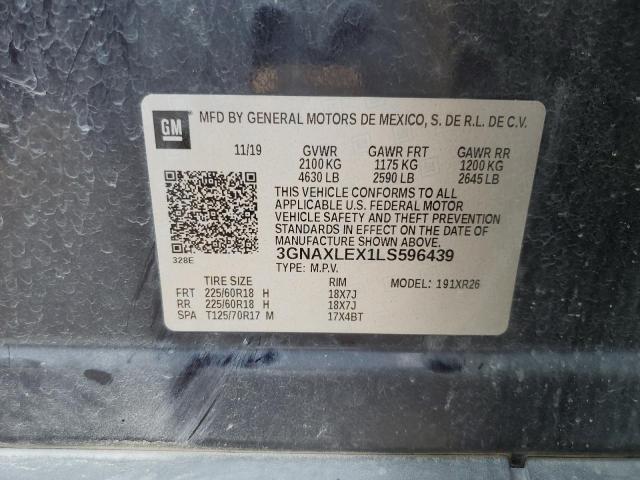 GM MFD BY GENERAL MOTORS DE MEXICO, S. DE R.L. DE C.V.
11/19 GVWR GAWR FRT GAWR RR
2100 KG 1175 KG 1200 KG
4630 LB 2590 LB 2645 LB
THIS VEHICLE CONFORMS TO ALL
APPLICABLE U.S. FEDERAL MOTOR
VEHICLE SAFETY AND THEFT PREVENTION
STANDARDS IN EFFECT ON THE DATE OF
MANUFACTURE SHOWN ABOVE.
328E 3GNAXLEX1LS596439
TYPE: M.P.V.
TIRE SIZE RIM MODEL: 191XR26
FRT 225/60R18 H 18X7J
RR 225/60R18 H 18X7J
SPA T125/70R17 M 17X4BT